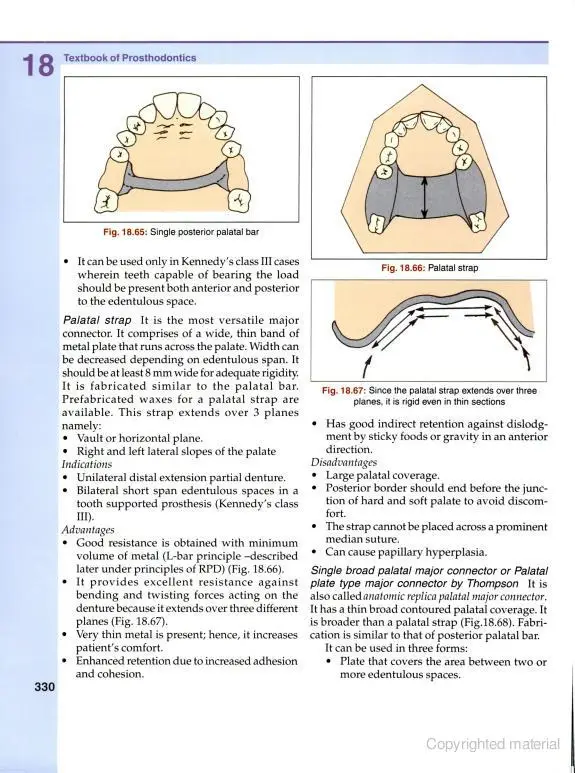 18
Textbook of Prosthodontics
Fig. 18.65: Single posterior palatal bar
• It can be used only in Kennedy's class III cases
wherein teeth capable of bearing the load
should be present both anterior and posterior
to the edentulous space.
Palatal strap It is the most versatile major
connector. It comprises of a wide, thin band of
metal plate that runs across the palate. Width can
be decreased depending on edentulous span. It
should be at least 8 mm wide for adequate rigidity.
It is fabricated similar to the palatal bar.
Prefabricated waxes for a palatal strap are
available. This strap extends over 3 planes
namely:
• Vault or horizontal plane.
• Right and left lateral slopes of the palate
Indications
• Unilateral distal extension partial denture.
• Bilateral short span edentulous spaces in a
tooth supported prosthesis (Kennedy's class
III).
Advantages
• Good resistance is obtained with minimum
volume of metal (L-bar principle –described
later under principles of RPD) (Fig. 18.66).
• It provides excellent resistance against
bending and twisting forces acting on the
denture because it extends over three different
planes (Fig. 18.67).
• Very thin metal is present; hence, it increases
patient's comfort.
• Enhanced retention due to increased adhesion
and cohesion.
330
Fig. 18.66: Palatal strap
Fig. 18.67: Since the palatal strap extends over three
planes, it is rigid even in thin sections
• Has good indirect retention against dislodg-
ment by sticky foods or gravity in an anterior
direction.
Disadvantages
• Large palatal coverage.
• Posterior border should end before the junc-
tion of hard and soft palate to avoid discom-
fort.
• The strap cannot be placed across a prominent
median suture.
• Can cause papillary hyperplasia.
Single broad palatal major connector or Palatal
plate type major connector by Thompson It is
also called anatomic replica palatal major connector.
It has a thin broad contoured palatal coverage. It
is broader than a palatal strap (Fig.18.68). Fabri-
cation is similar to that of posterior palatal bar.
It can be used in three forms:
• Plate that covers the area between two or
more edentulous spaces.
Copyrighted material